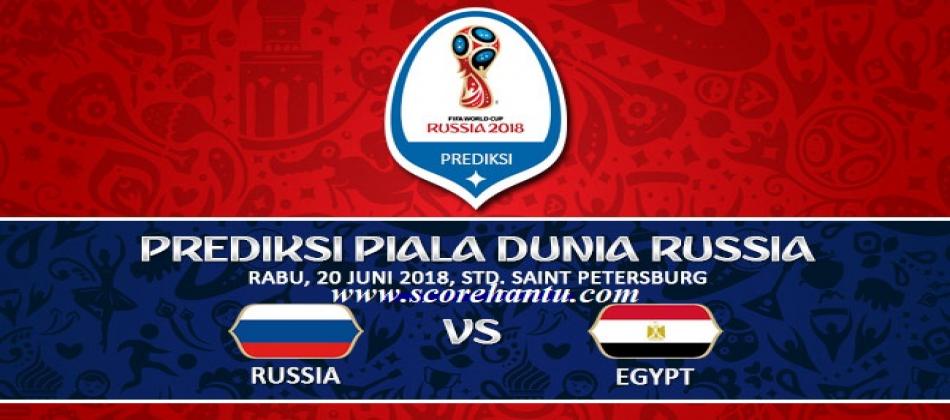 FIFA WORLD CUP
RUSSIA 2018
PREDIKSI
PREDIKSI PIALA DUNIA RUSSIA
RABU, 20 JUNI 2018, STD. SAINT PETERSBURG
www.scorehantu.com
VS
RUSSIA
EGYPT